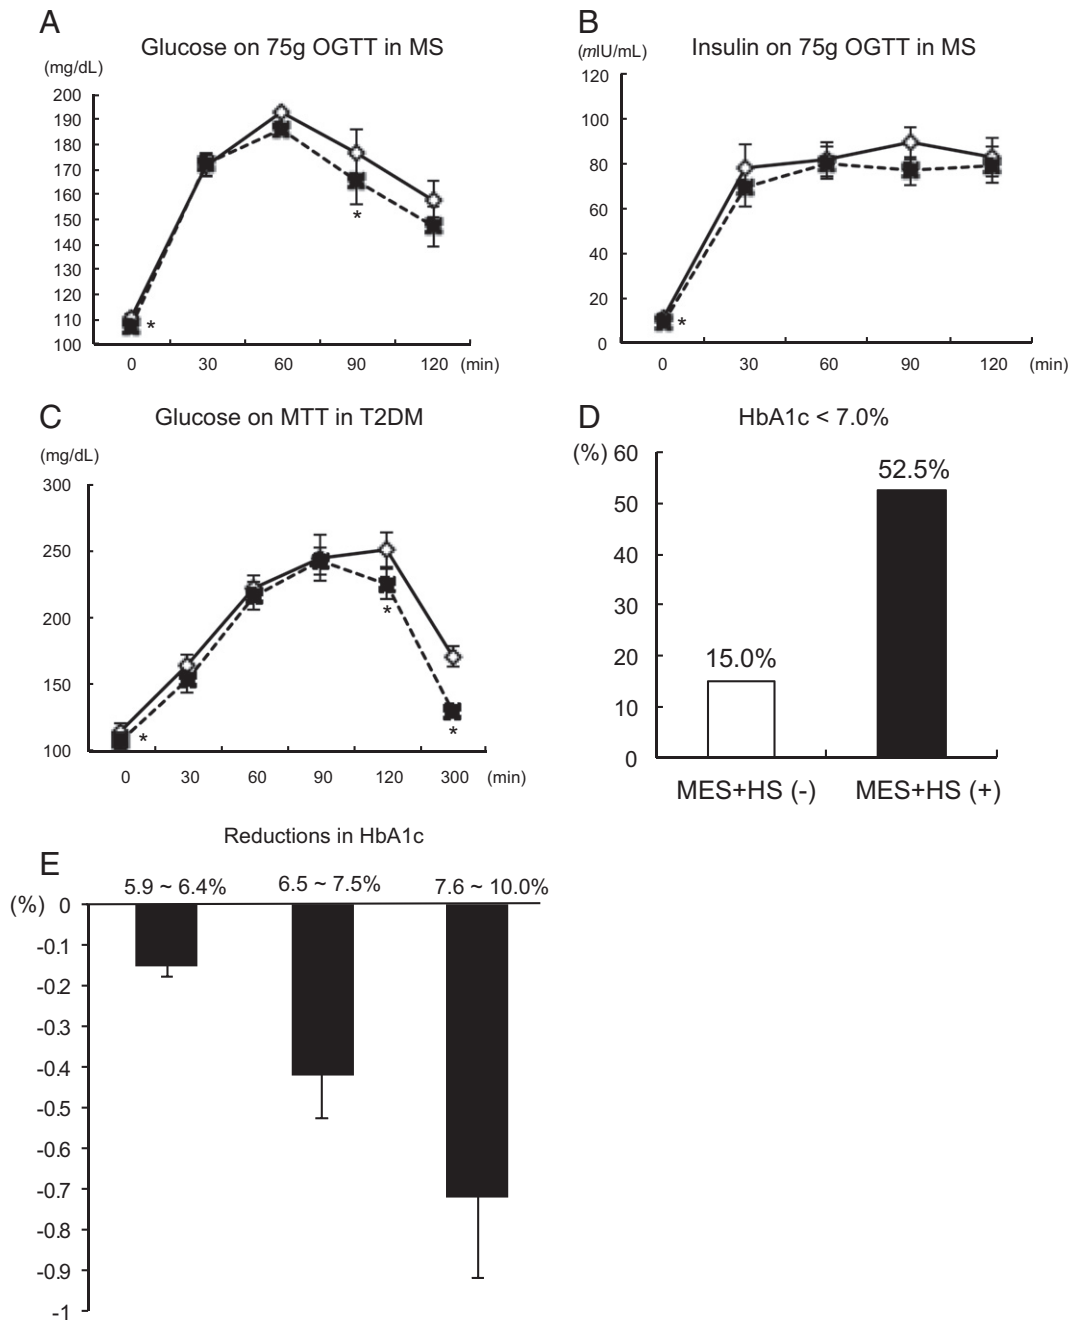 A
Glucose on 75g OGTT in MS
(mg/dL)
200
190
180
170
160
150
140
130
120
110
100
*
*
0 30 60 90 120 (min)
B
Insulin on 75g OGTT in MS
(mIU/mL)
120
100
80
60
40
20
0
*
0 30 60 90 120 (min)
C
Glucose on MTT in T2DM
(mg/dL)
300
250
200
150
100
*
*
*
0 30 60 90 120 300 (min)
D
HbA1c < 7.0%
(%) 60
50
40
30
20
10
0
15.0%
52.5%
MES+HS (-) MES+HS (+)
Reductions in HbA1c
E
5.9 ~ 6.4% 6.5 ~ 7.5% 7.6 ~ 10.0%
(%) 0
-0.1
-0.2
-0.3
-0.4
-0.5
-0.6
-0.7
-0.8
-0.9
-1